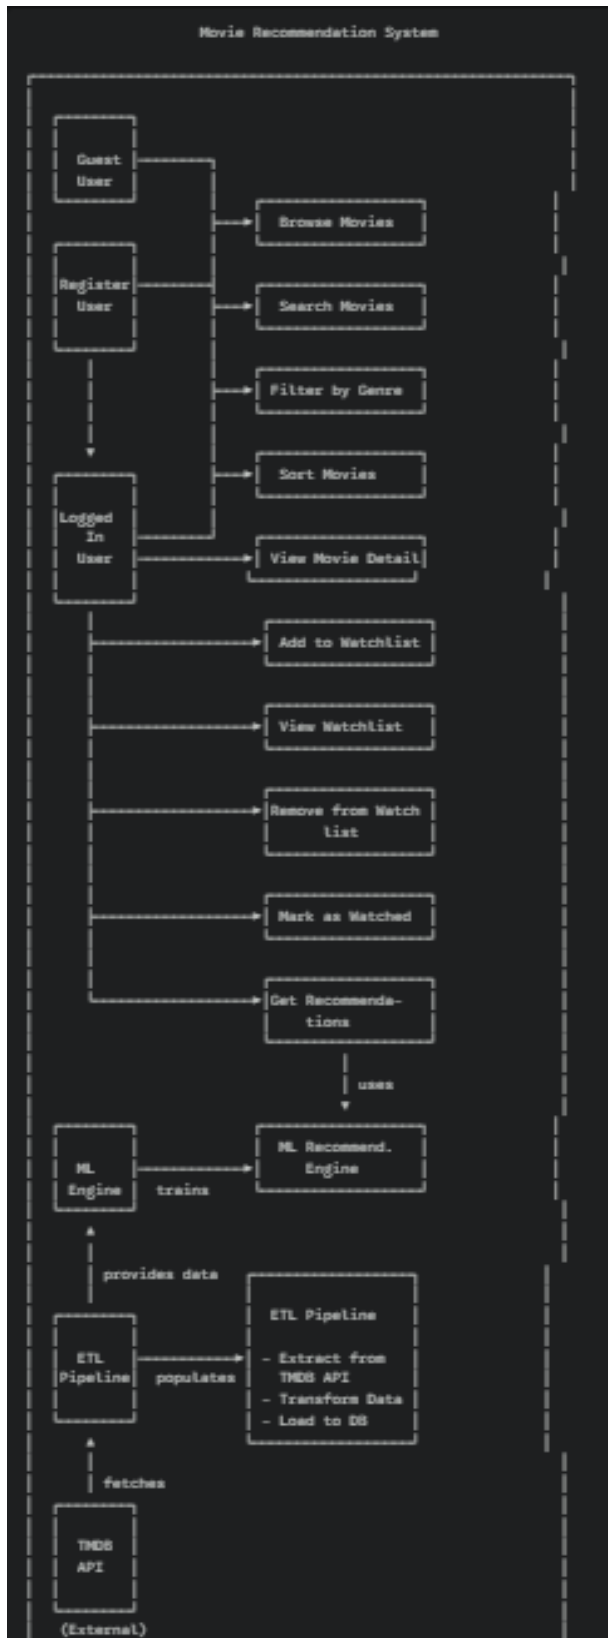 Movie Recommendation System
Guest
User
Browse Movies
Register
User
Search Movies
Filter by Genre
Sort Movies
Logged
In
User
View Movie Detail
Add to Watchlist
View Watchlist
Remove from Watch
list
Mark as Watched
Get Recommenda-
tions
uses
ML Recommend.
Engine
ML
Engine
trains
provides data
ETL Pipeline
ETL
Pipeline
populates
- Extract from
TMDB API
- Transform Data
- Load to DB
fetches
TMDB
API
(External)